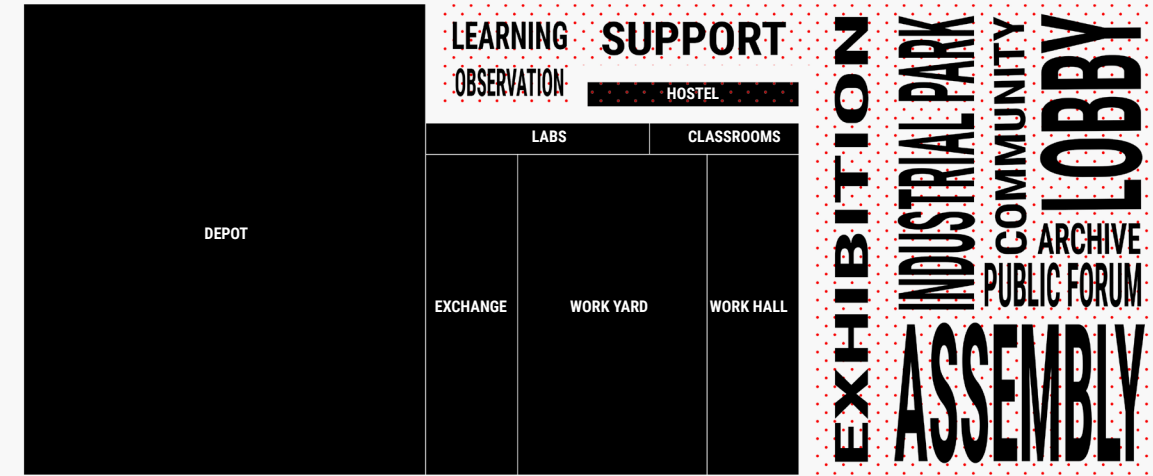 LEARNING
SUPPORT
OBSERVATION
HOSTEL
LABS
CLASSROOMS
DEPOT
EXCHANGE
WORK YARD
WORK HALL
EXHIBITION
INDUSTRIAL PARK
COMMUNITY
LOBBY
ARCHIVE
PUBLIC FORUM
ASSEMBLY